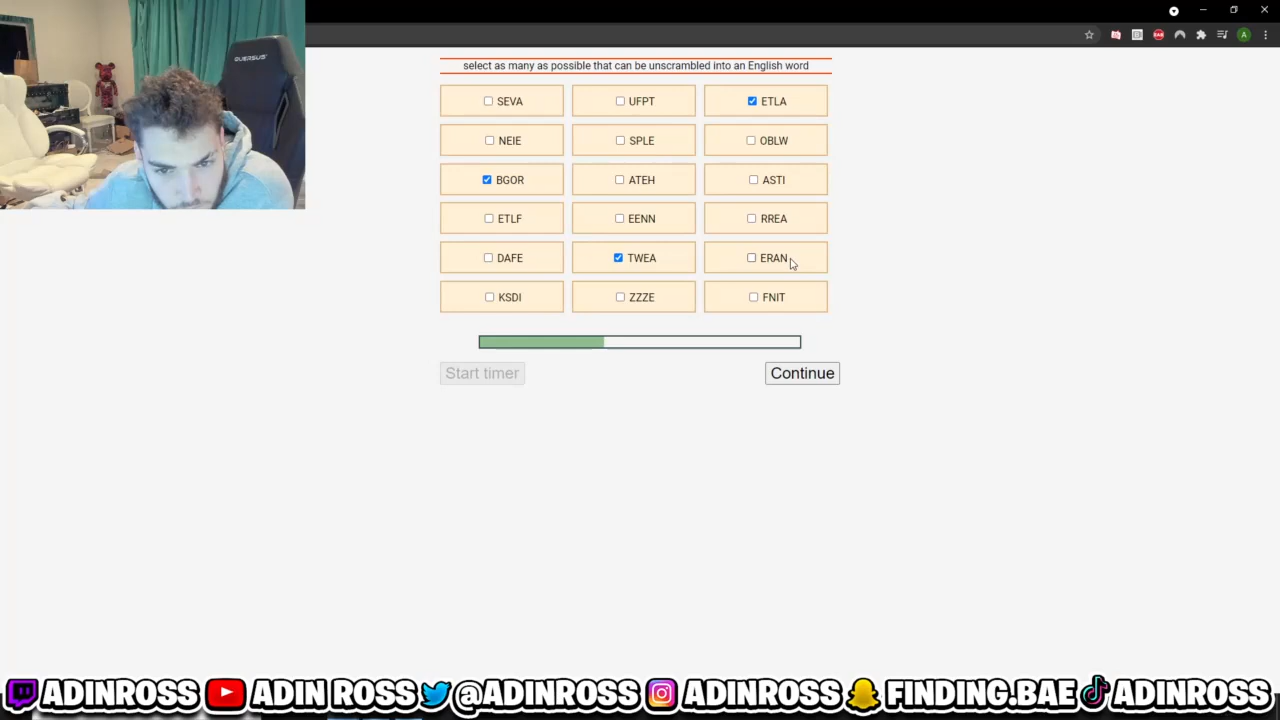 QUERSUS
A
select as many as possible that can be unscrambled into an English word
SEVA UFPT ETLA
NEIE SPLE OBLW
BGOR ATEH ASTI
ETLF EENN RREA
DAFE TWEA ERAN
KSDI ZZZE FNIT
Start timer Continue
ADINROSS ADIN ROSS @ADINROSS ADINROSS FINDING.BAE ADINROSS